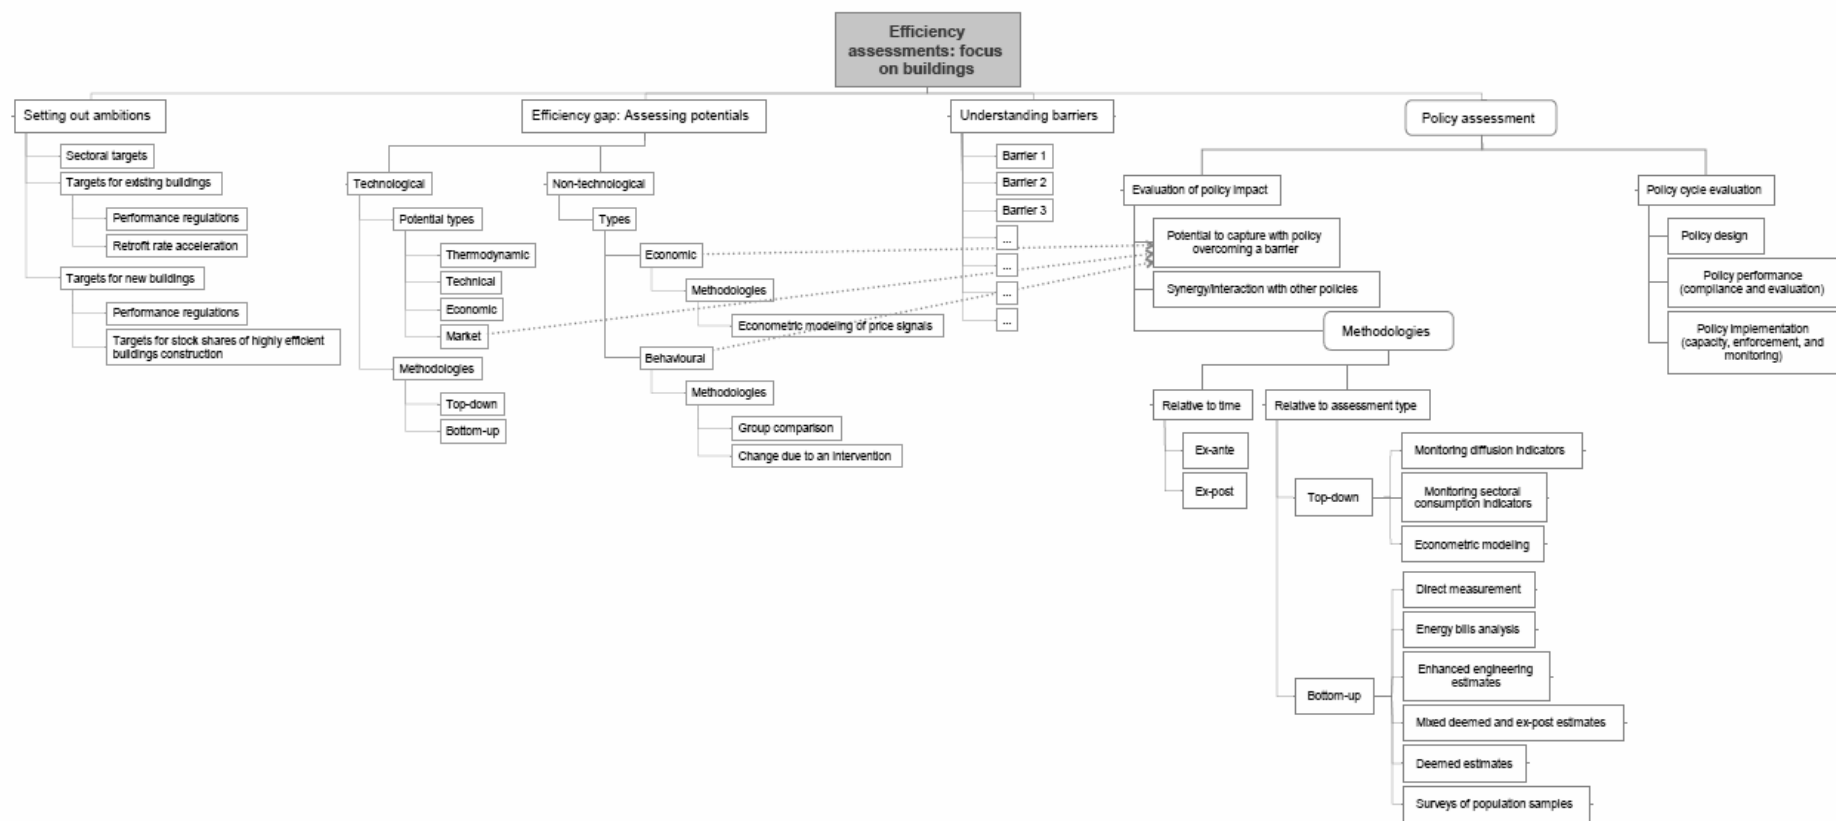 Efficiency
assessments: focus
on buildings
Setting out ambitions
Sectoral targets
Targets for existing buildings
Performance regulations
Retrofit rate acceleration
Targets for new buildings
Performance regulations
Targets for stock shares of highly efficient
buildings construction
Efficiency gap: Assessing potentials
Technological
Potential types
Thermodynamic
Technical
Economic
Market
Methodologies
Top-down
Bottom-up
Non-technological
Types
Economic
Methodologies
Econometric modeling of price signals
Behavioural
Methodologies
Group comparison
Change due to an intervention
Understanding barriers
Barrier 1
Barrier 2
Barrier 3
...
...
...
...
Policy assessment
Evaluation of policy impact
Potential to capture with policy
overcoming a barrier
Synergy/interaction with other policies
Methodologies
Relative to time
Ex-ante
Ex-post
Relative to assessment type
Top-down
Monitoring diffusion indicators
Monitoring sectoral
consumption indicators
Econometric modeling
Bottom-up
Direct measurement
Energy bills analysis
Enhanced engineering
estimates
Mixed deemed and ex-post estimates
Deemed estimates
Surveys of population samples
Policy cycle evaluation
Policy design
Policy performance
(compliance and evaluation)
Policy implementation
(capacity, enforcement, and
monitoring)